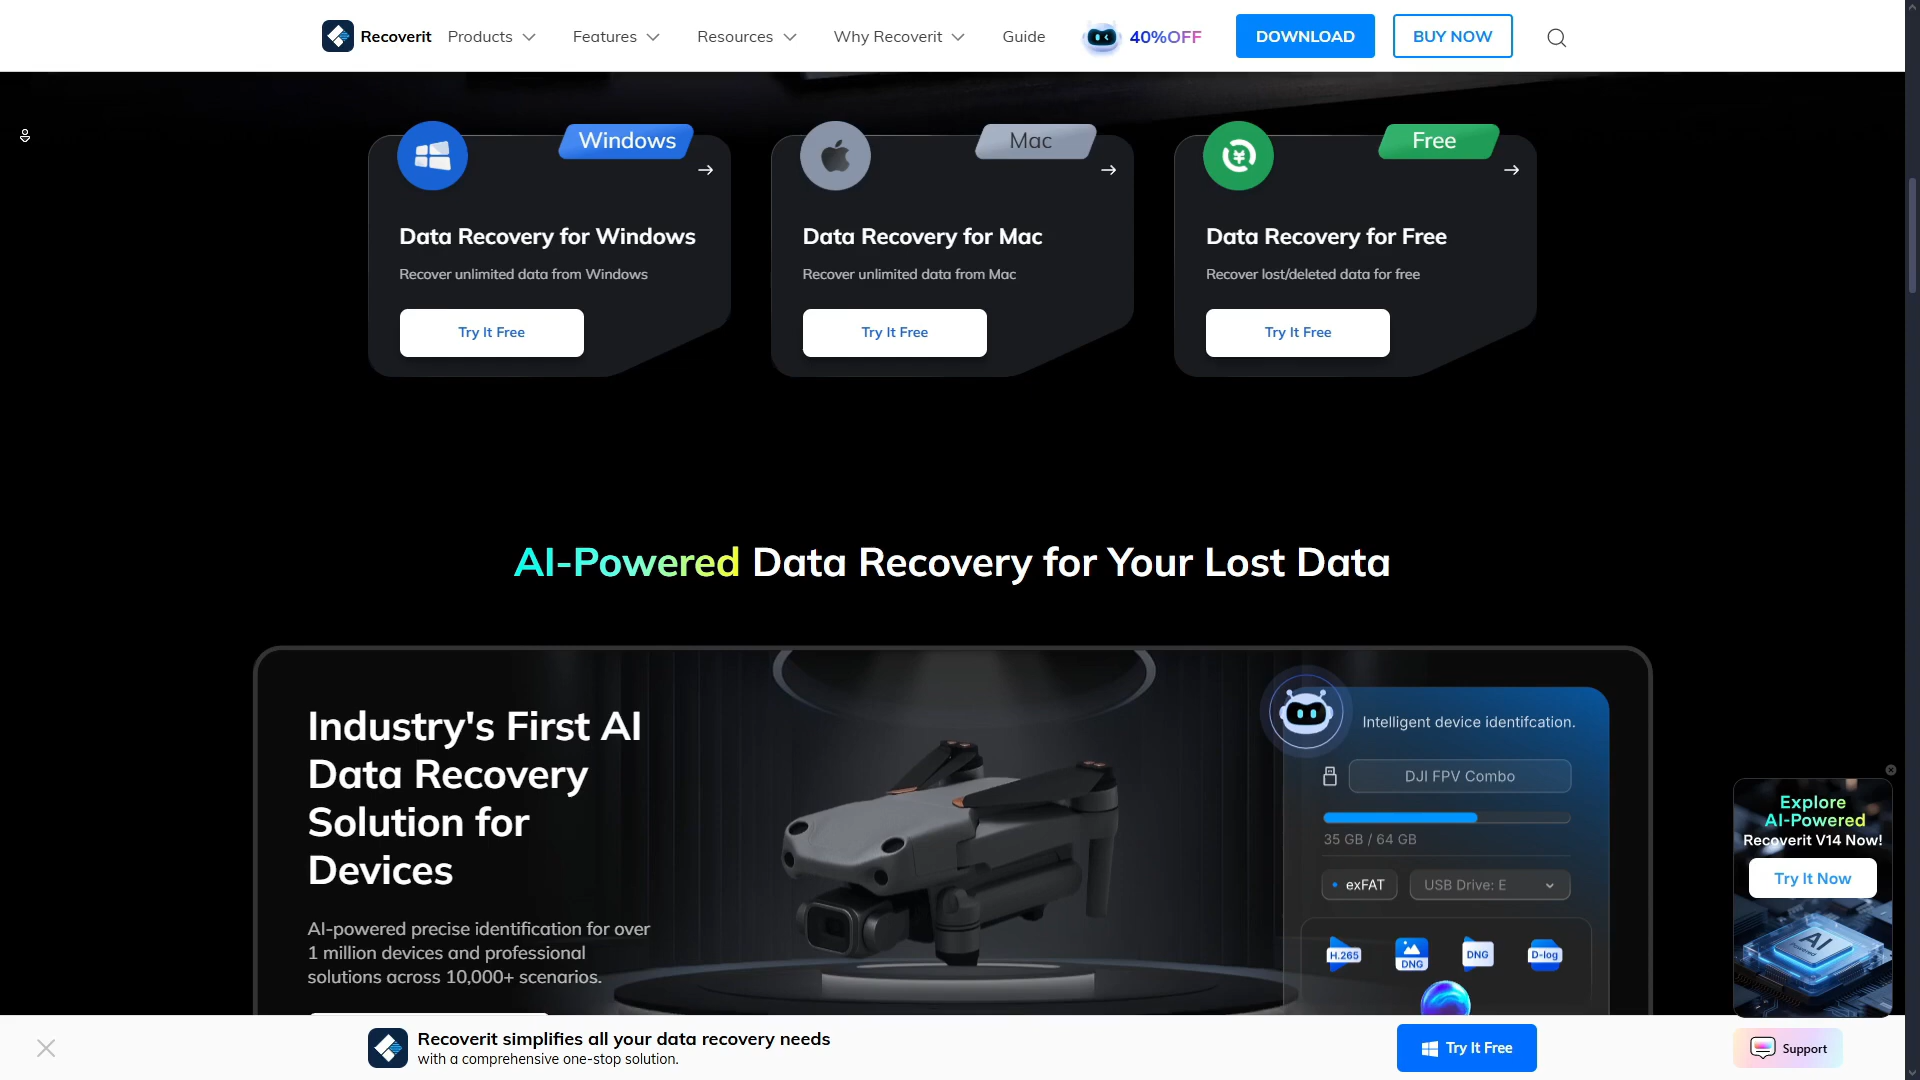 Recoverit
Products
Features
Resources
Why Recoverit
Guide
40%OFF
DOWNLOAD
BUY NOW
Windows
Data Recovery for Windows
Recover unlimited data from Windows
Try It Free
Mac
Data Recovery for Mac
Recover unlimited data from Mac
Try It Free
Free
Data Recovery for Free
Recover lost/deleted data for free
Try It Free
AI-Powered Data Recovery for Your Lost Data
Industry's First AI
Data Recovery
Solution for
Devices
AI-powered precise identification for over
1 million devices and professional
solutions across 10,000+ scenarios.
Intelligent device identifcation.
DJI FPV Combo
35 GB / 64 GB
exFAT
USB Drive: E
H.265
DNG
DNG
D-log
Explore
AI-Powered
Recoverit V14 Now!
Try It Now
AI
Recoverit simplifies all your data recovery needs
with a comprehensive one-stop solution.
Try It Free
Support